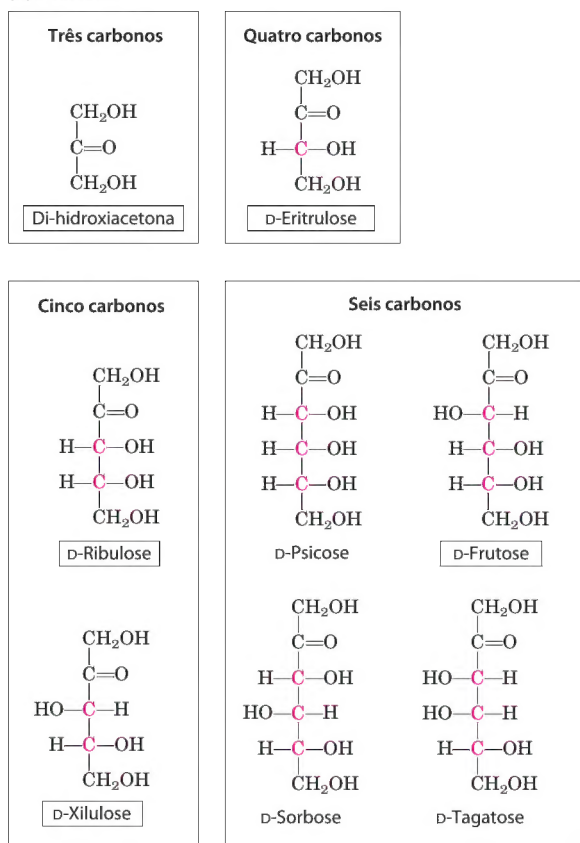 Três carbonos
CH₂OH
C=O
CH₂OH
Di-hidroxiacetona
Quatro carbonos
CH₂OH
C=O
H—C—OH
CH₂OH
D-Eritrulose
Cinco carbonos
CH₂OH
C=O
H—C—OH
H—C—OH
CH₂OH
D-Ribulose
CH₂OH
C=O
HO—C—H
H—C—OH
CH₂OH
D-Xilulose
Seis carbonos
CH₂OH
C=O
H—C—OH
H—C—OH
H—C—OH
CH₂OH
D-Psicose
CH₂OH
C=O
HO—C—H
H—C—OH
H—C—OH
CH₂OH
D-Frutose
CH₂OH
C=O
H—C—OH
HO—C—H
H—C—OH
CH₂OH
D-Sorbose
CH₂OH
C=O
HO—C—H
HO—C—H
H—C—OH
CH₂OH
D-Tagatose